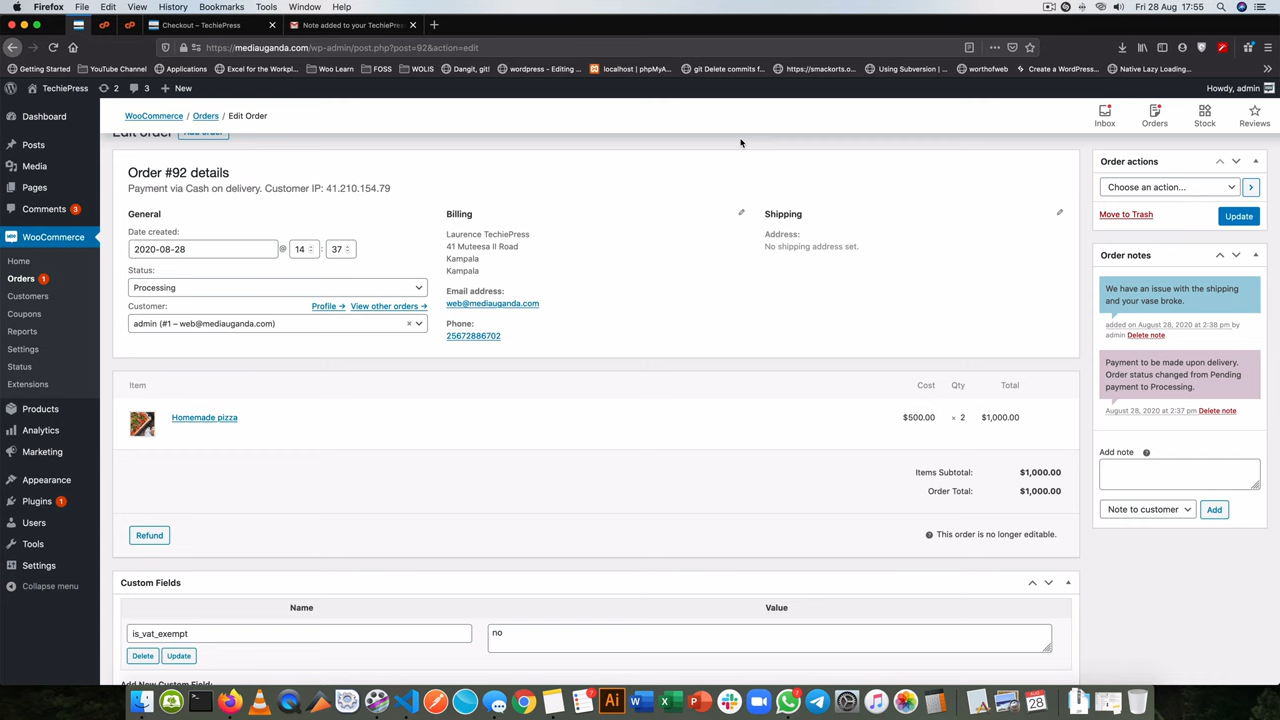 Firefox File Edit View History Bookmarks Tools Window Help
Fri 28 Aug 17:55
Checkout – TechiePress
Note added to your TechiePress
https://mediauganda.com/wp-admin/post.php?post=92&action=edit
Getting Started YouTube Channel Applications Excel for the Workpl... Woo Learn FOSS WOLIS Dangit, git! wordpress - Editing ... localhost | phpMyA... git Delete commits f... https://smackorts.o... Using Subversion | ... worthofweb Create a WordPress... Native Lazy Loading...
TechiePress 2 3 New
Howdy, admin
Dashboard
Posts
Media
Pages
Comments 3
WooCommerce
Home
Orders 1
Customers
Coupons
Reports
Settings
Status
Extensions
Products
Analytics
Marketing
Appearance
Plugins 1
Users
Tools
Settings
Collapse menu
WooCommerce / Orders / Edit Order
Inbox Orders Stock Reviews
Edit order Add order
Order #92 details
Payment via Cash on delivery. Customer IP: 41.210.154.79
General
Date created:
2020-08-28 @ 14 : 37
Status:
Processing
Customer: Profile → View other orders →
admin (#1 – web@mediauganda.com) ×
Billing
Laurence TechiePress
41 Muteesa II Road
Kampala
Kampala
Email address:
web@mediauganda.com
Phone:
25672886702
Shipping
Address:
No shipping address set.
Item Cost Qty Total
Homemade pizza $500.00 × 2 $1,000.00
Items Subtotal: $1,000.00
Order Total: $1,000.00
Refund
This order is no longer editable.
Custom Fields
Name Value
is_vat_exempt no
Delete Update
Add New Custom Field:
Order actions
Choose an action...
Move to Trash Update
Order notes
We have an issue with the shipping
and your vase broke.
added on August 28, 2020 at 2:38 pm by
admin Delete note
Payment to be made upon delivery.
Order status changed from Pending
payment to Processing.
August 28, 2020 at 2:37 pm Delete note
Add note
Note to customer Add